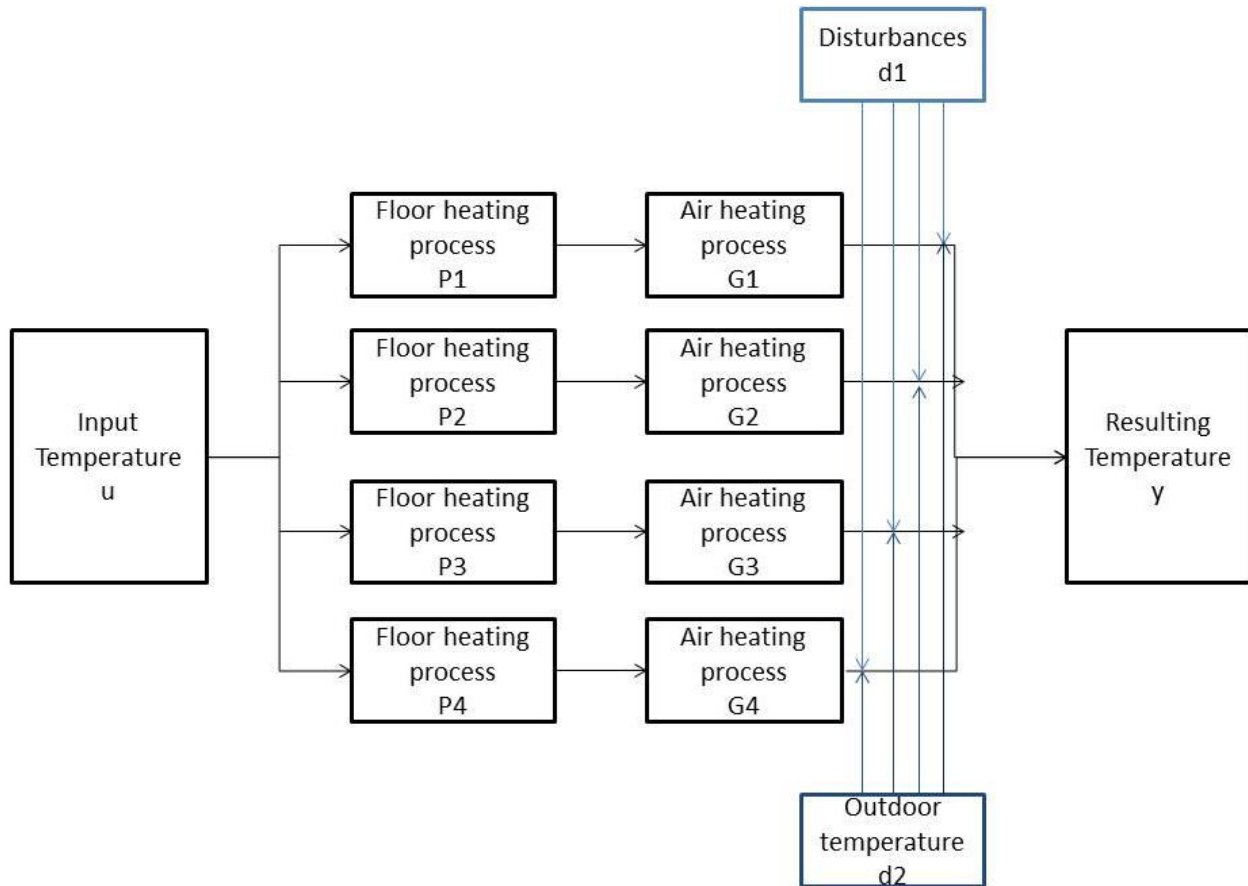 Disturbances
d1
Floor heating
process
P1
Air heating
process
G1
Floor heating
process
P2
Air heating
process
G2
Input
Temperature
u
Resulting
Temperature
y
Floor heating
process
P3
Air heating
process
G3
Floor heating
process
P4
Air heating
process
G4
Outdoor
temperature
d2